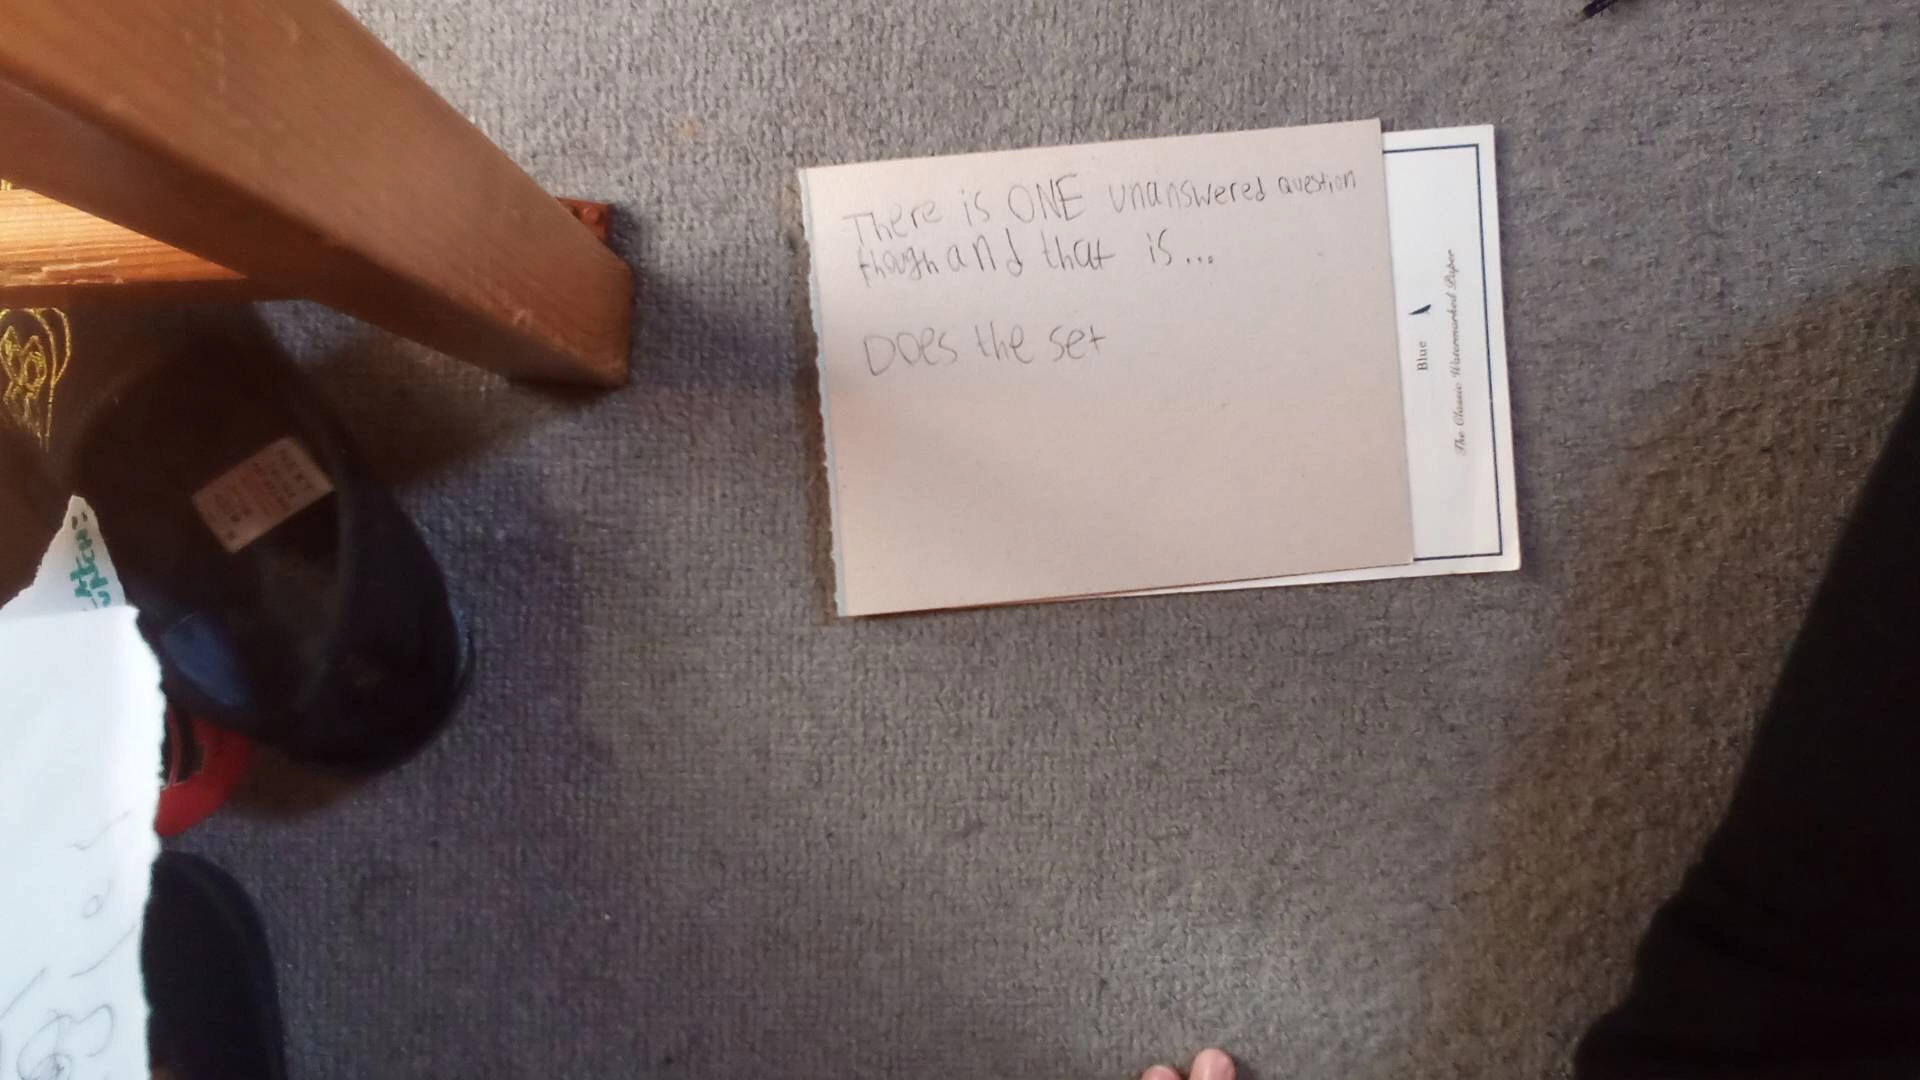 There is ONE unanswered question
though and that is...
Does the set
Blue
The Classic Watermarked Paper